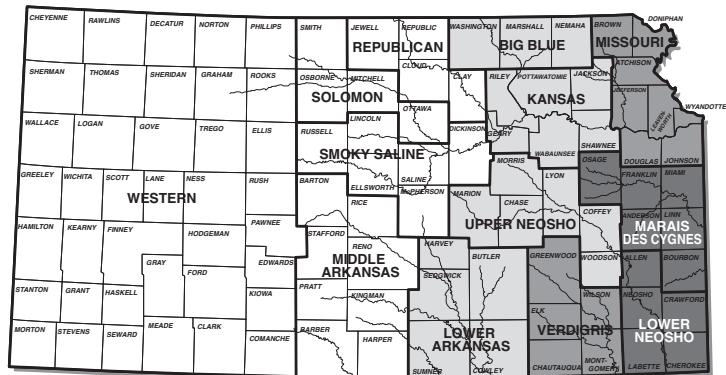 CHEYENNE RAWLINS DECATUR NORTON PHILLIPS SMITH JEWELL REPUBLIC WASHINGTON MARSHALL NEMAHA BROWN DONIPHAN
REPUBLICAN BIG BLUE MISSOURI
SHERMAN THOMAS SHERIDAN GRAHAM ROOKS OSBORNE MITCHELL CLOUD CLAY RILEY POTTAWATOMIE JACKSON ATCHISON
SOLOMON KANSAS JEFFERSON
LEAVEN-
WORTH
WYANDOTTE
OTTAWA
WALLACE LOGAN GOVE TREGO ELLIS RUSSELL LINCOLN DICKINSON GEARY WABAUNSEE SHAWNEE DOUGLAS JOHNSON
SMOKY SALINE
SALINE MORRIS OSAGE
GREELEY WICHITA SCOTT LANE NESS RUSH BARTON ELLSWORTH McPHERSON MARION CHASE LYON FRANKLIN MIAMI
WESTERN
RICE
HAMILTON KEARNY FINNEY HODGEMAN PAWNEE STAFFORD UPPER NEOSHO COFFEY ANDERSON LINN
MARAIS
DES CYGNES
GRAY FORD EDWARDS RENO HARVEY BUTLER GREENWOOD WOODSON ALLEN BOURBON
MIDDLE
ARKANSAS
STANTON GRANT HASKELL KIOWA PRATT KINGMAN SEDGWICK ELK WILSON NEOSHO CRAWFORD
MORTON STEVENS SEWARD MEADE CLARK COMANCHE BARBER HARPER
LOWER
ARKANSAS
VERDIGRIS
LOWER
NEOSHO
SUMNER COWLEY CHAUTAUQUA MONT-
GOMERY
LABETTE CHEROKEE